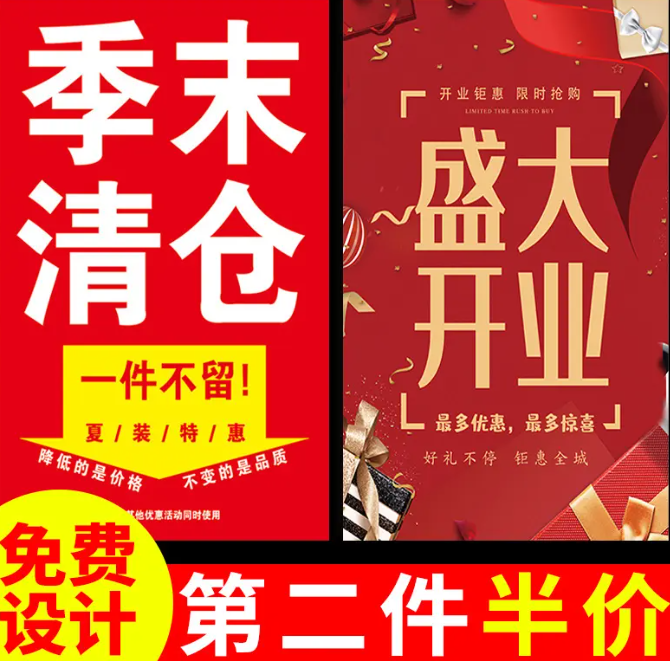 季末
清仓
一件不留!
夏/装/特/惠
降低的是价格 不变的是品质
其他优惠活动同时使用
开业钜惠 限时抢购
LIMITED TIME RUSH TO BUY
盛大
开业
最多优惠，最多惊喜
好礼不停 钜惠全城
免费
设计
第二件半价